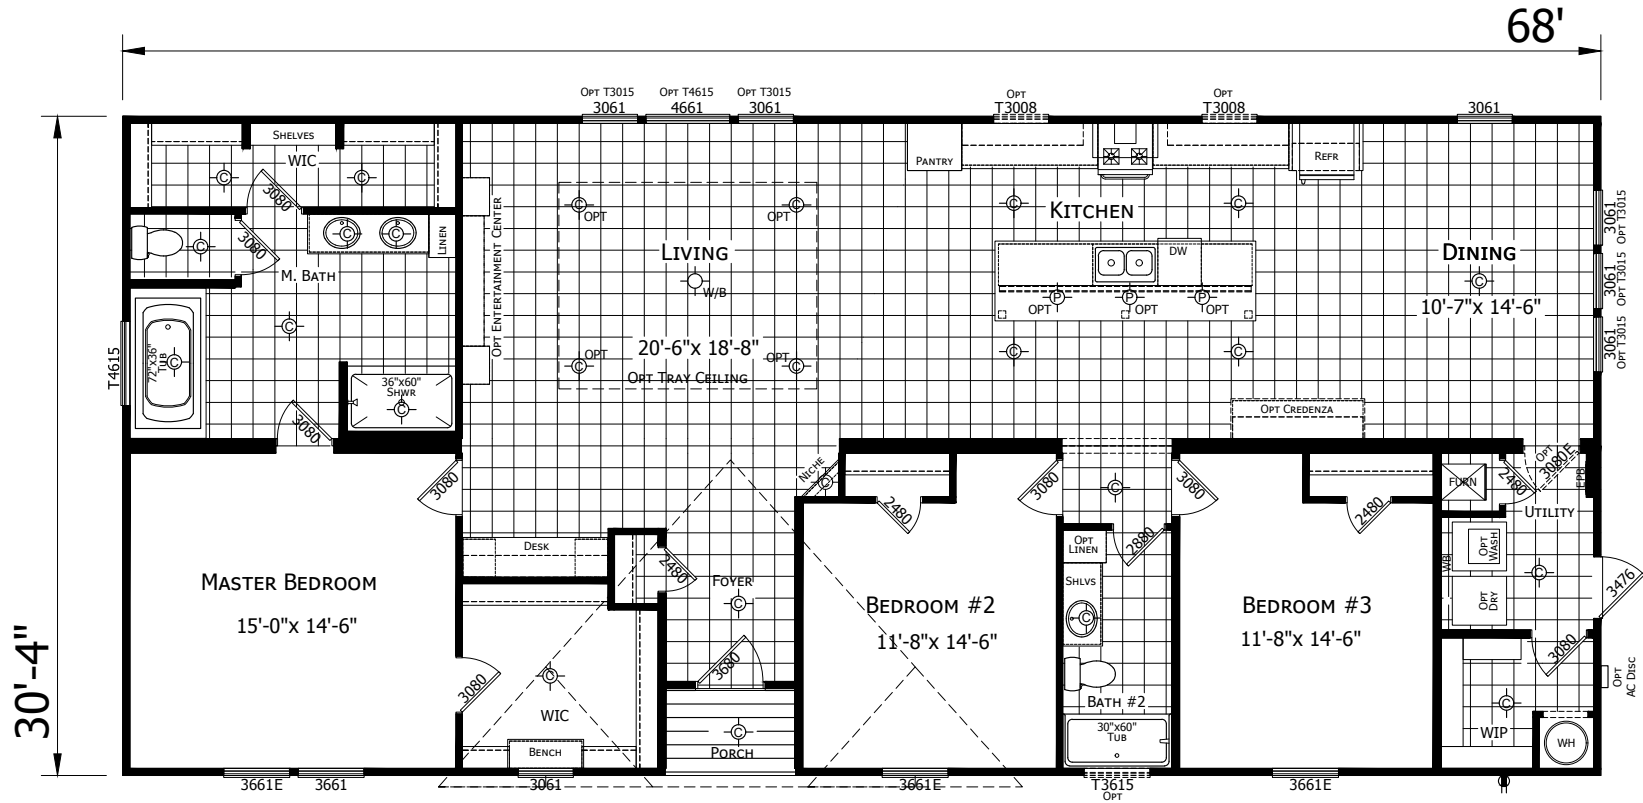 68'
30'-4"
OPT T3015
OPT T4615
OPT T3015
3061
4661
3061
OPT
T3008
OPT
T3008
3061
SHELVES
WIC
C
C
3080
3080
C
LINEN
M. BATH
C
T4615
72"x36"
TUB
C
36"x60"
SHWR
C
3080
OPT ENTERTAINMENT CENTER
C
OPT
C
OPT
LIVING
W/B
20'-6"x 18'-8"
C
OPT
C
OPT
OPT TRAY CEILING
PANTRY
REFR
C
C
KITCHEN
DW
P
P
P
OPT
OPT
OPT
C
C
OPT CREDENZA
DINING
C
10'-7"x 14'-6"
3061
OPT T3015
3061
OPT T3015
3061
OPT T3015
3080
NICHE
C
2480
3080
C
3080
2480
FURN
2480
OPT
3080E
EPB
UTILITY
DESK
2480
FOYER
C
3680
MASTER BEDROOM
15'-0"x 14'-6"
3080
C
WIC
BENCH
C
PORCH
BEDROOM #2
11'-8"x 14'-6"
OPT
LINEN
2880
SHLVS
C
BATH #2
30"x60"
TUB
BEDROOM #3
11'-8"x 14'-6"
WB
OPT
WASH
OPT
DRY
C
3476
3080
OPT
AC DISC
C
WIP
WH
3661E
3661
3061
3661E
T3615
OPT
3661E